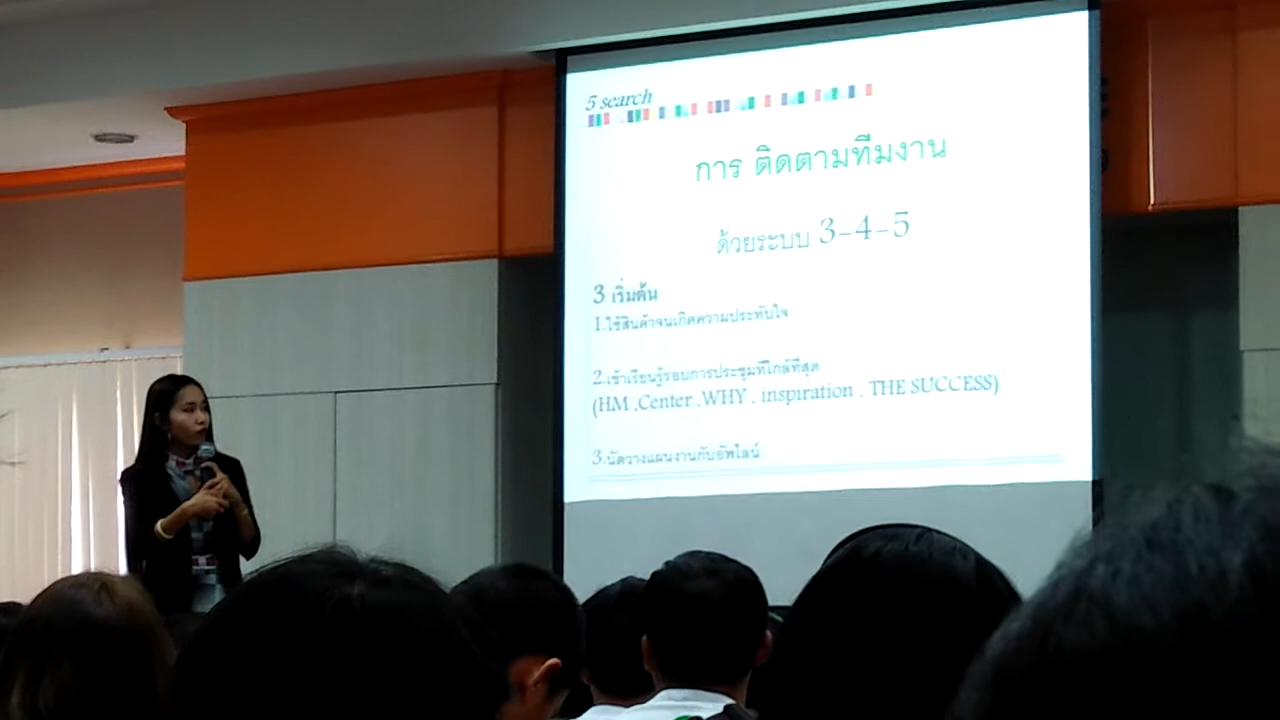 5 search
การ ติดตามทีมงาน
ด้วยระบบ 3-4-5
3 เริ่มต้น
1.ใช้สินค้าจนเกิดความประทับใจ
2.เข้าเรียนรู้รอบการประชุมที่ใกล้ที่สุด
(HM ,Center ,WHY , inspiration , THE SUCCESS)
3.นัดวางแผนงานกับอัพไลน์